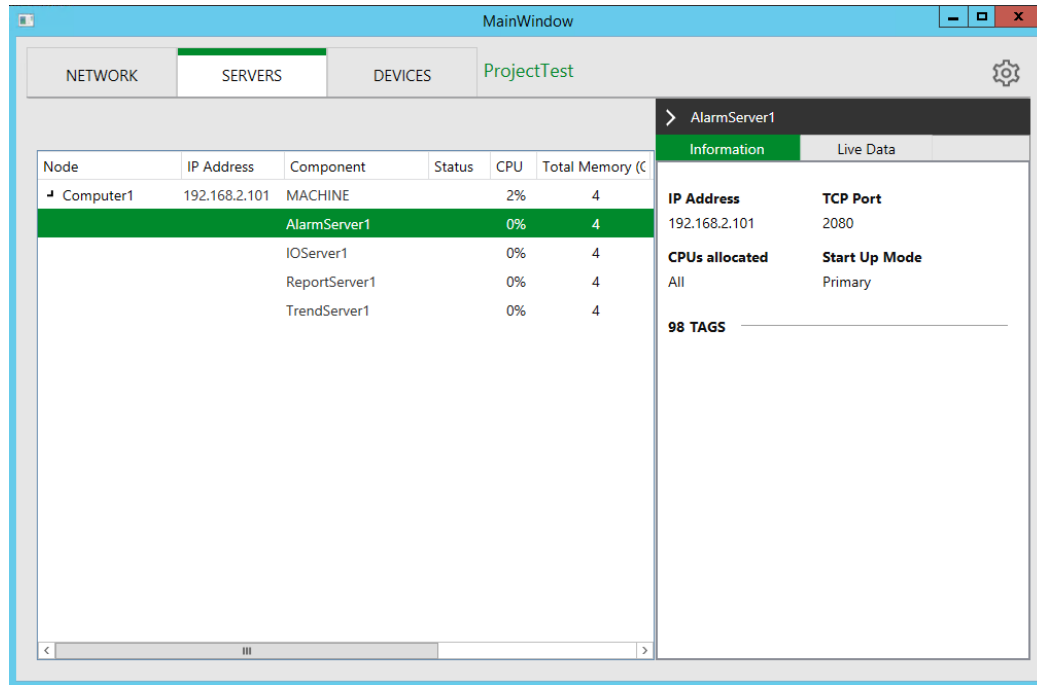 MainWindow
NETWORK SERVERS DEVICES ProjectTest
AlarmServer1
Information Live Data
Node IP Address Component Status CPU Total Memory (
Computer1 192.168.2.101 MACHINE 2% 4
AlarmServer1 0% 4
IOServer1 0% 4
ReportServer1 0% 4
TrendServer1 0% 4
IP Address TCP Port
192.168.2.101 2080
CPUs allocated Start Up Mode
All Primary
98 TAGS